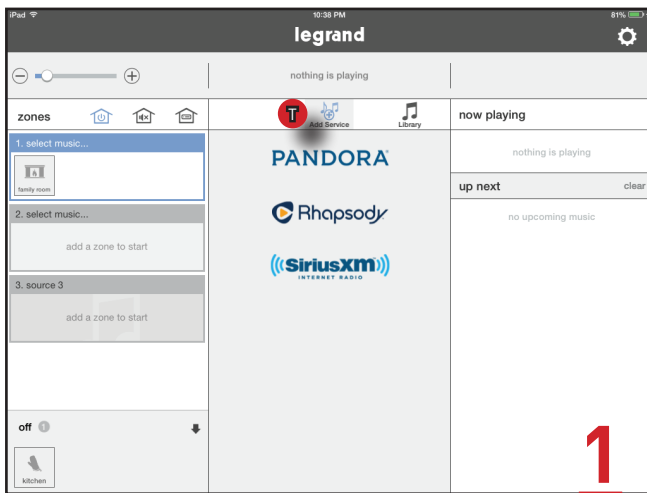 iPad 10:38 PM 81%
legrand
nothing is playing
zones
T
Add Service
Library
now playing
1. select music...
family room
2. select music...
add a zone to start
3. source 3
add a zone to start
PANDORA
Rhapsody
((SiriusXM))
INTERNET RADIO
nothing is playing
up next clear
no upcoming music
off 1
kitchen
1